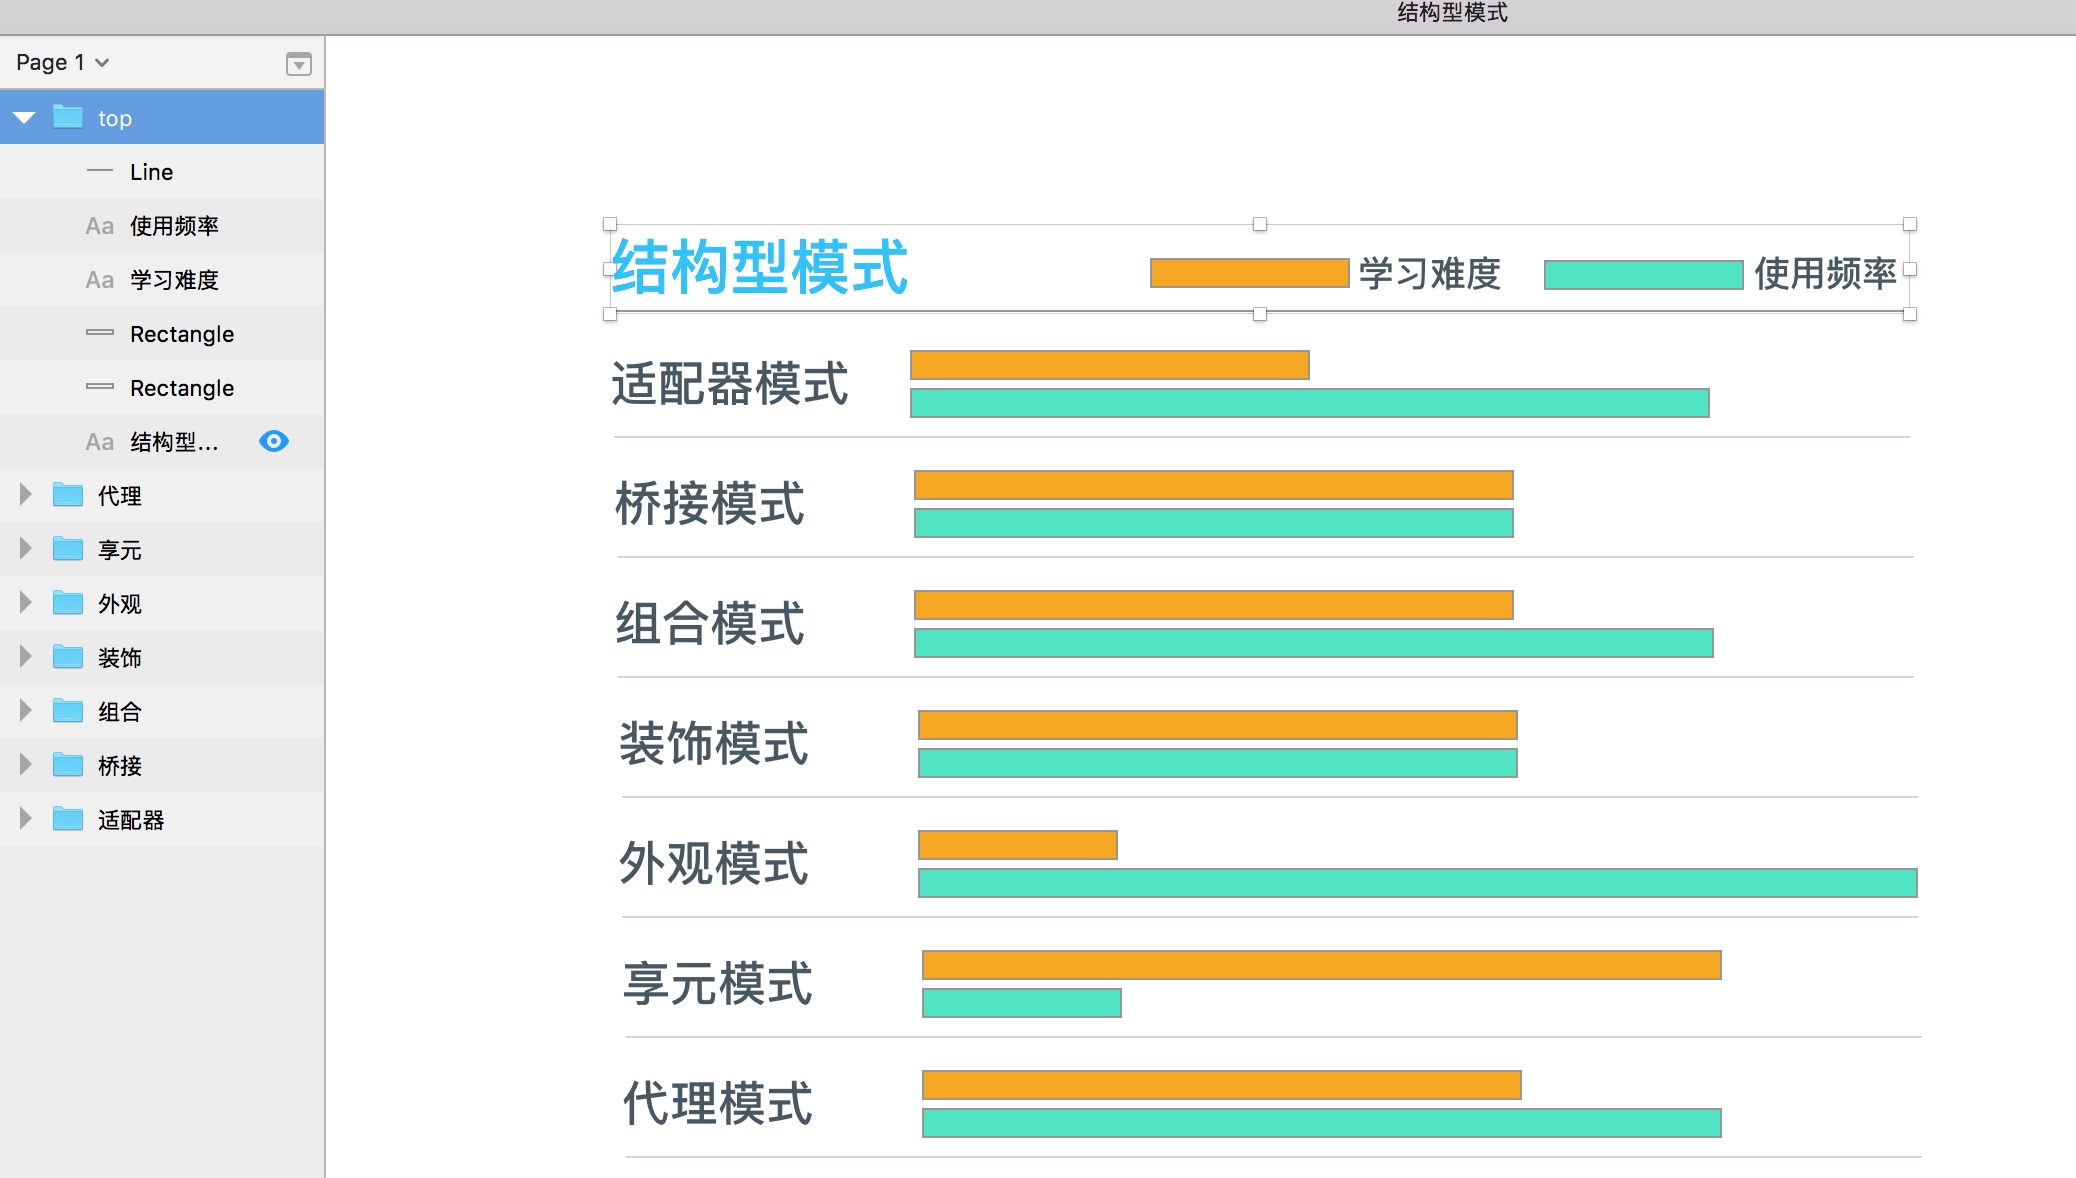 结构型模式
Page 1
top
Line
Aa 使用频率
Aa 学习难度
Rectangle
Rectangle
Aa 结构型...
代理
享元
外观
装饰
组合
桥接
适配器
结构型模式 学习难度 使用频率
适配器模式
桥接模式
组合模式
装饰模式
外观模式
享元模式
代理模式